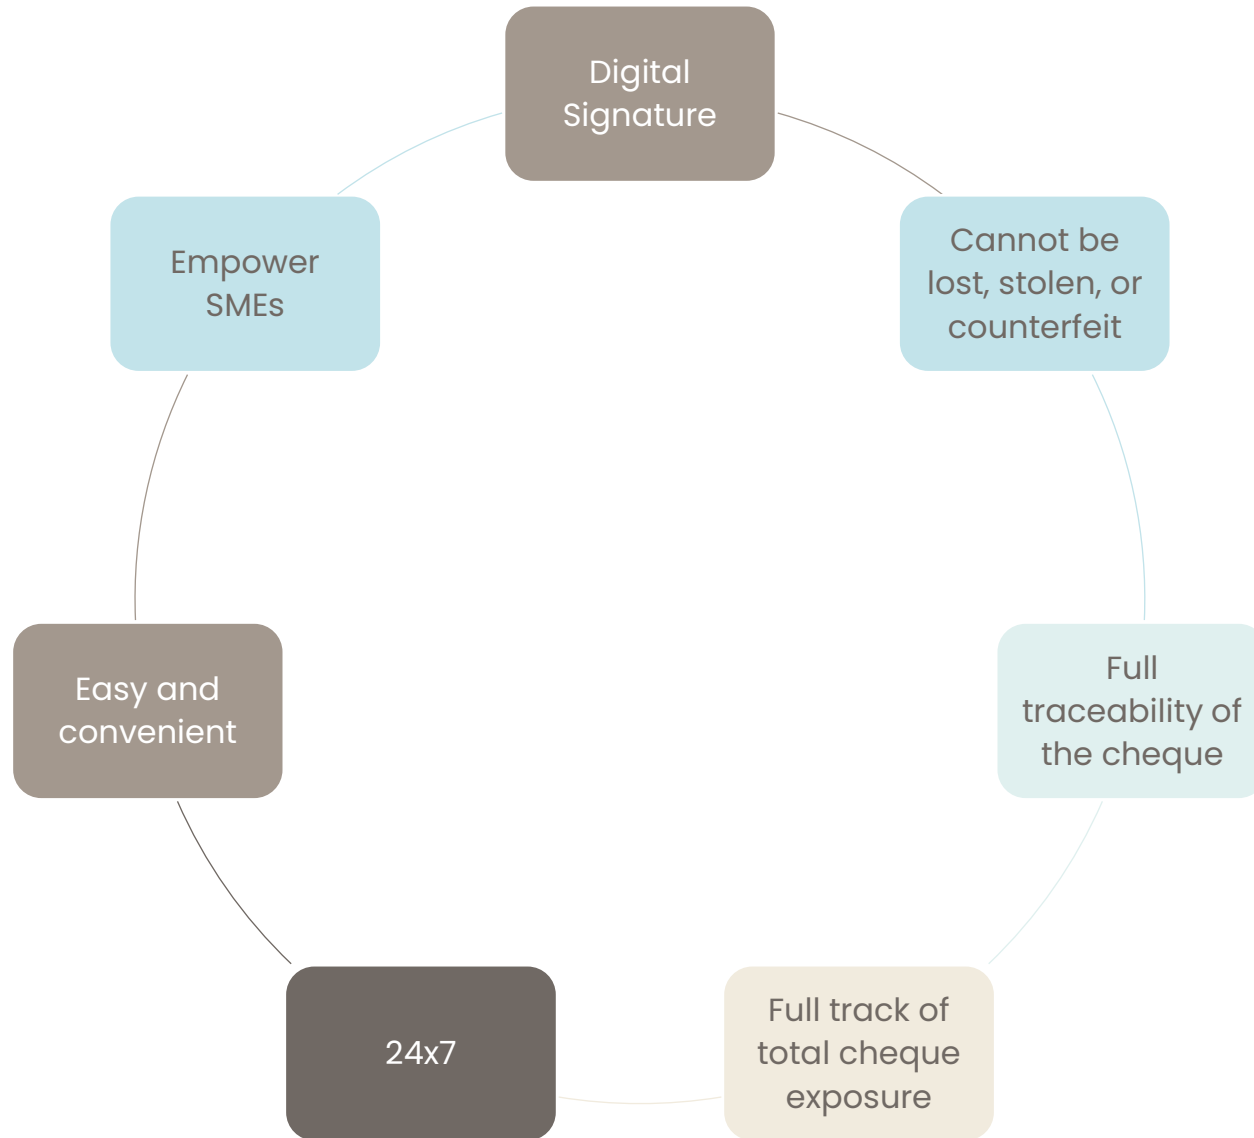 Digital
Signature
Cannot be
lost, stolen, or
counterfeit
Full
traceability of
the cheque
Full track of
total cheque
exposure
24x7
Easy and
convenient
Empower
SMEs